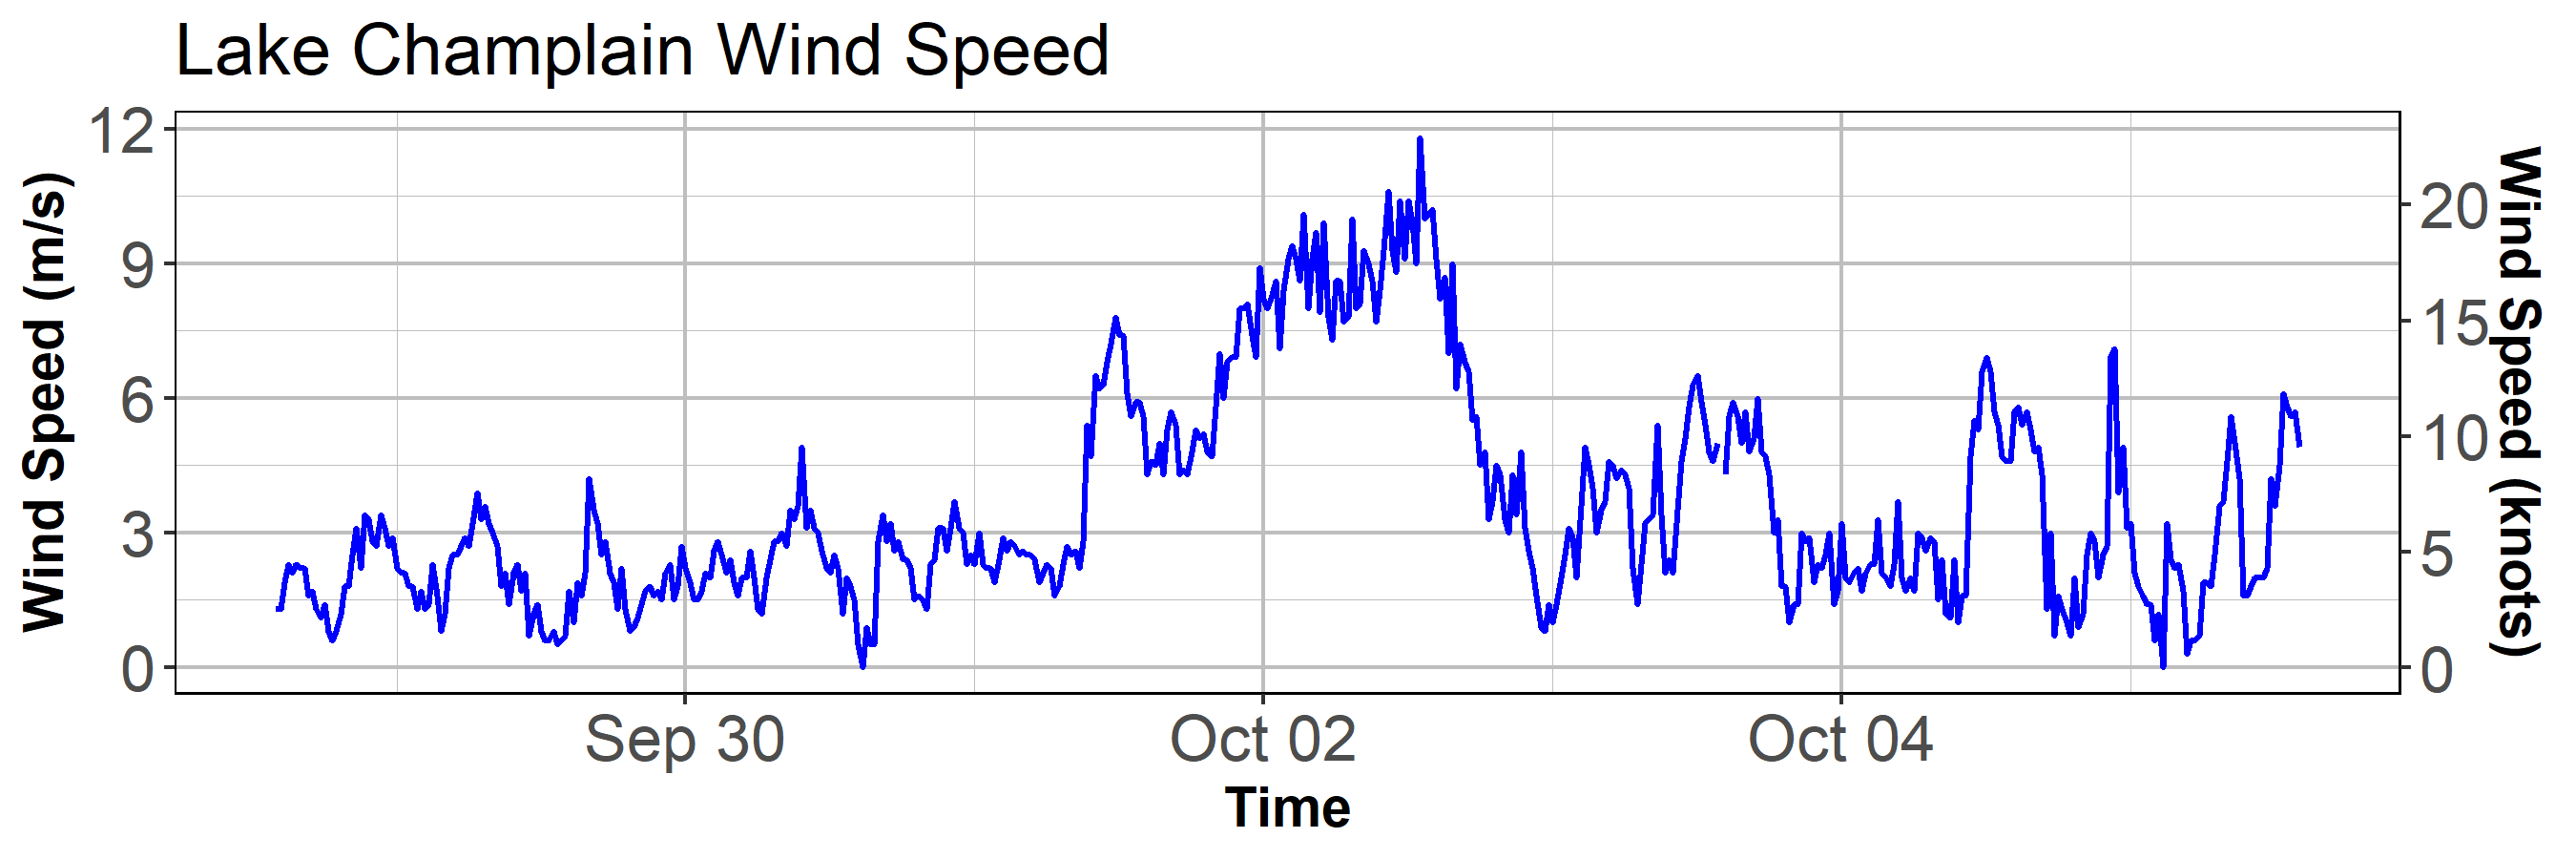 Lake Champlain Wind Speed
12
9
6
3
0
Wind Speed (m/s)
20
15
10
5
0
Wind Speed (knots)
Sep 30
Oct 02
Oct 04
Time